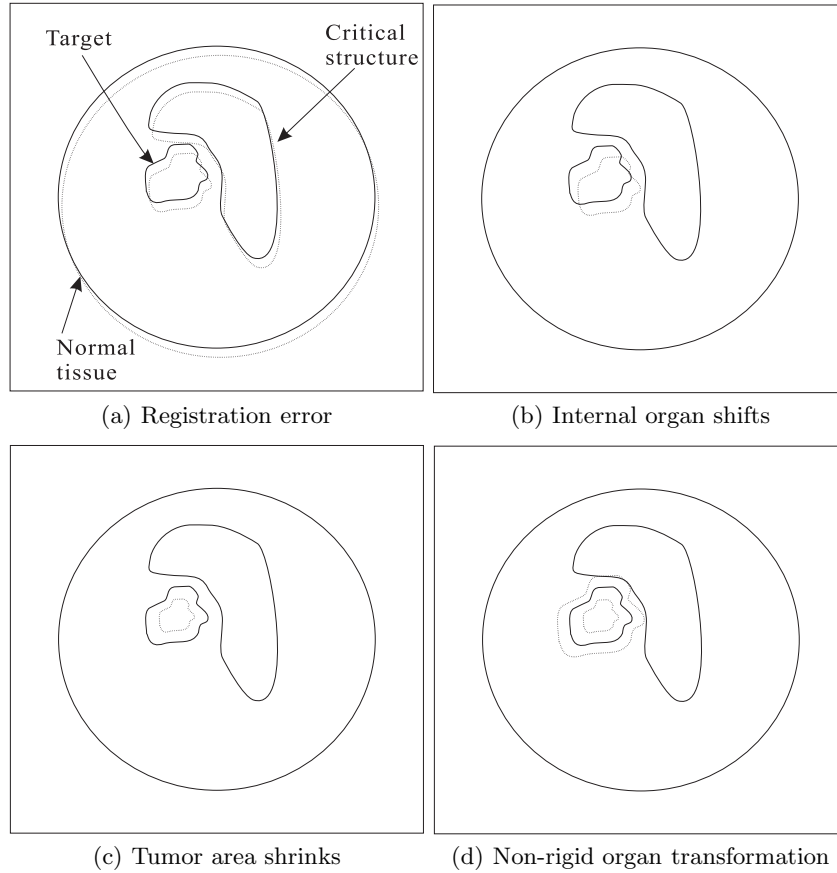 Target
Critical
structure
Normal
tissue
(a) Registration error
(b) Internal organ shifts
(c) Tumor area shrinks
(d) Non-rigid organ transformation